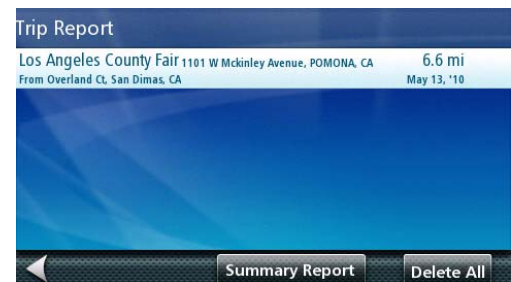 Trip Report
Los Angeles County Fair 1101 W Mckinley Avenue, POMONA, CA 6.6 mi
From Overland Ct, San Dimas, CA May 13, '10
Summary Report Delete All